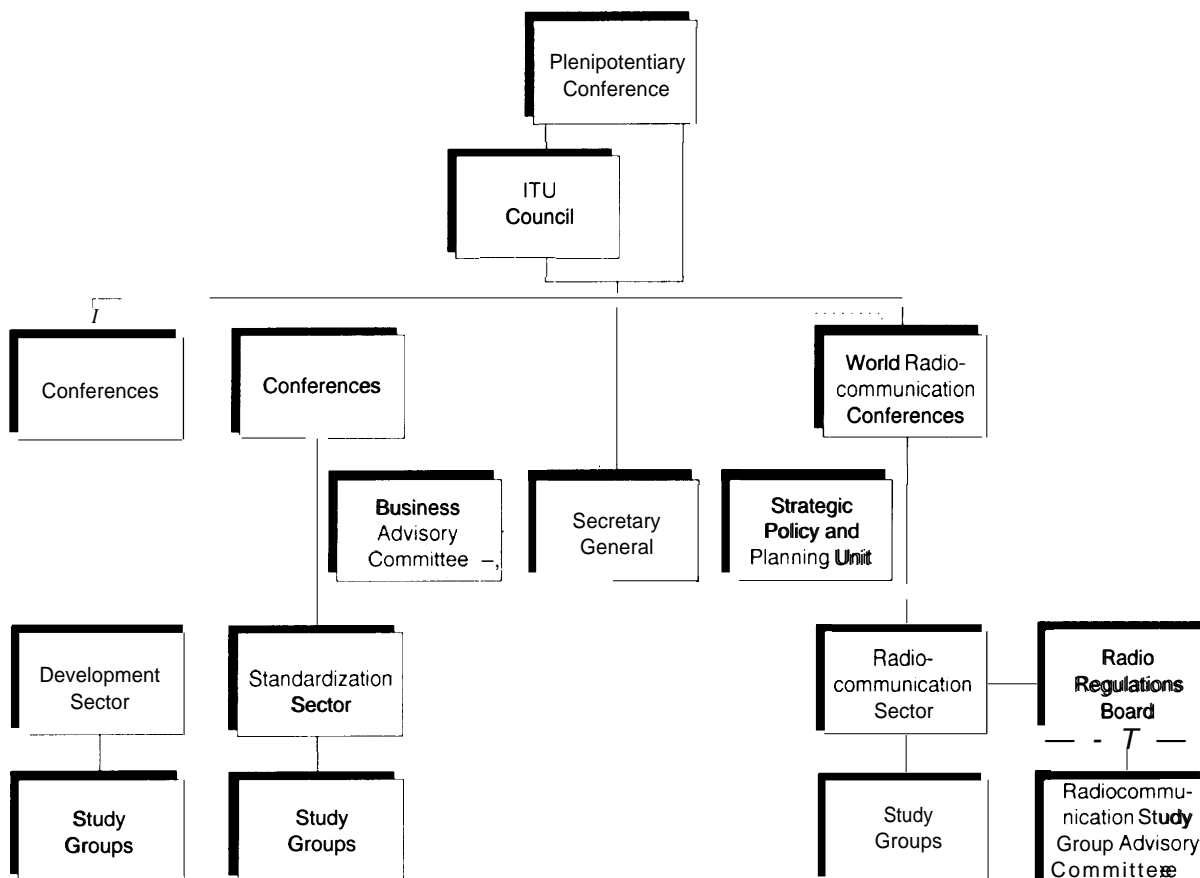 Plenipotentiary
Conference
ITU
Council
Conferences
Conferences
World Radio-
communication
Conferences
Business
Advisory
Committee
Secretary
General
Strategic
Policy and
Planning Unit
Development
Sector
Standardization
Sector
Radio-
communication
Sector
Radio
Regulations
Board
Study
Groups
Study
Groups
Study
Groups
Radiocommu-
nication Study
Group Advisory
Committee